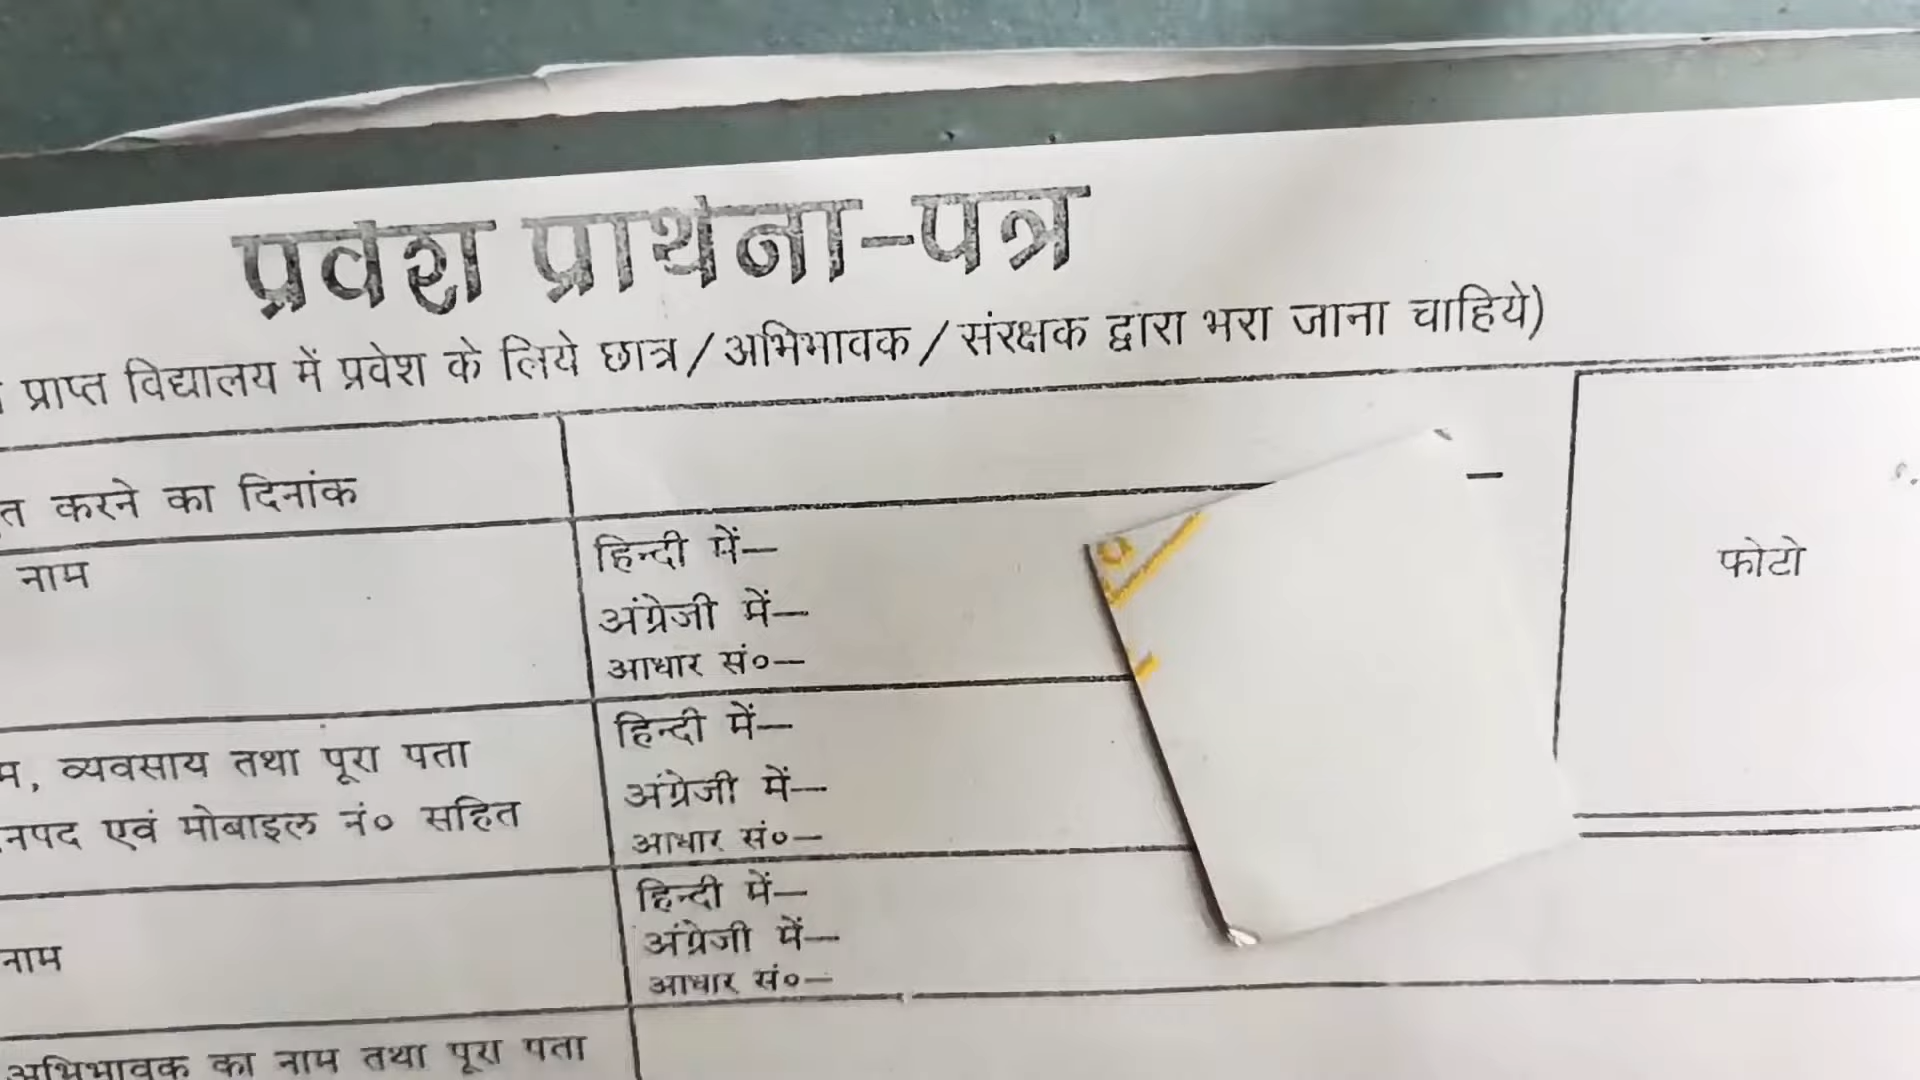 प्रवेश प्रार्थना-पत्र
प्राप्त विद्यालय में प्रवेश के लिये छात्र/अभिभावक/संरक्षक द्वारा भरा जाना चाहिये)
त करने का दिनांक
नाम
हिन्दी में—
अंग्रेजी में—
आधार सं०—
फोटो
म, व्यवसाय तथा पूरा पता
नपद एवं मोबाइल नं० सहित
हिन्दी में—
अंग्रेजी में—
आधार सं०—
नाम
हिन्दी में—
अंग्रेजी में—
आधार सं०—
अभिभावक का नाम तथा पूरा पता